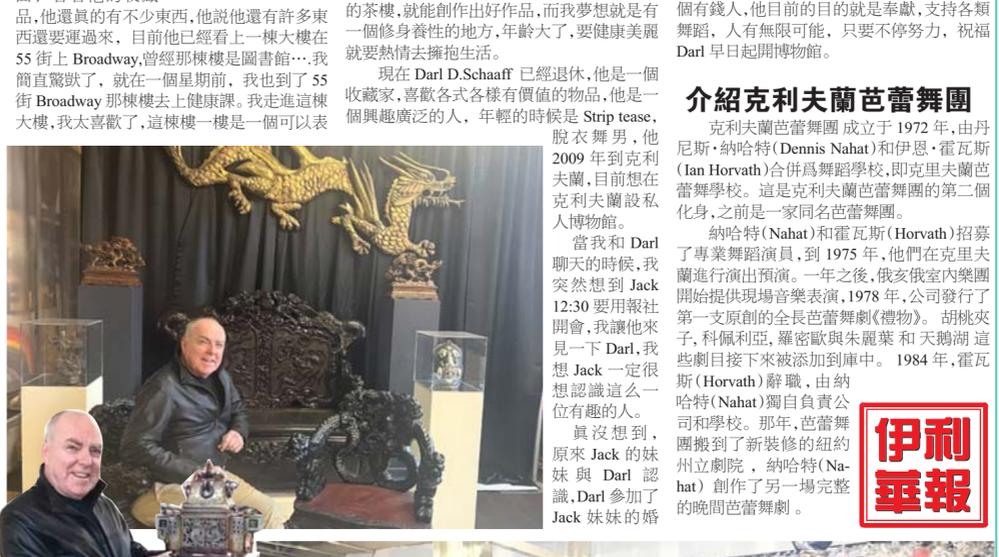 品,他還眞的有不少東西,他説他還有許多東
西還要運過來，目前他已經看上一棟大樓在
55 街上 Broadway,曾經那棟樓是圖書館⋯.我
簡直驚獃了，就在一個星期前，我也到了 55
街 Broadway 那棟樓去上健康課。我走進這棟
大樓,我太喜歡了,這棟樓一樓是一個可以表
的茶樓,就能創作出好作品,而我夢想就是有
一個修身養性的地方,年齡大了,要健康美麗
就要熱情去擁抱生活。
現在 Darl D.Schaaff 已經退休,他是一個
收藏家,喜歡各式各樣有價值的物品,他是一
個興趣廣泛的人，年輕的時候是 Strip tease,
脫衣舞男,他
2009 年到克利
夫蘭,目前想在
克利夫蘭設私
人博物館。
當我和 Darl
聊天的時候,我
突然想到 Jack
12:30 要用報社
開會,我讓他來
見一下 Darl,我
想 Jack 一定很
想認識這么一
位有趣的人。
眞沒想到,
原來 Jack 的妹
妹與 Darl 認
識,Darl 參加了
Jack 妹妹的婚
個有錢人,他目前的目的就是奉獻,支持各類
舞蹈，人有無限可能，只要不停努力，祝福
Darl 早日起開博物館。
介紹克利夫蘭芭蕾舞團
克利夫蘭芭蕾舞團 成立于 1972 年,由丹
尼斯·納哈特(Dennis Nahat)和伊恩·霍瓦斯
(Ian Horvath)合併爲舞蹈學校,即克里夫蘭芭
蕾舞學校。這是克利夫蘭芭蕾舞團的第二個
化身,之前是一家同名芭蕾舞團。
納哈特(Nahat)和霍瓦斯(Horvath)招募
了專業舞蹈演員,到 1975 年,他們在克里夫
蘭進行演出預演。一年之後,俄亥俄室內樂團
開始提供現場音樂表演,1978 年,公司發行了
第一支原創的全長芭蕾舞劇《禮物》。胡桃夾
子,科佩利亞,羅密歐與朱麗葉 和 天鵝湖 這
些劇目接下來被添加到庫中。1984 年,霍瓦
斯(Horvath)辭職,由納
哈特(Nahat)獨自負責公
司和學校。那年,芭蕾舞
團搬到了新裝修的紐約
州立劇院，納哈特(Na-
hat) 創作了另一場完整
的晚間芭蕾舞劇。
伊利
華報